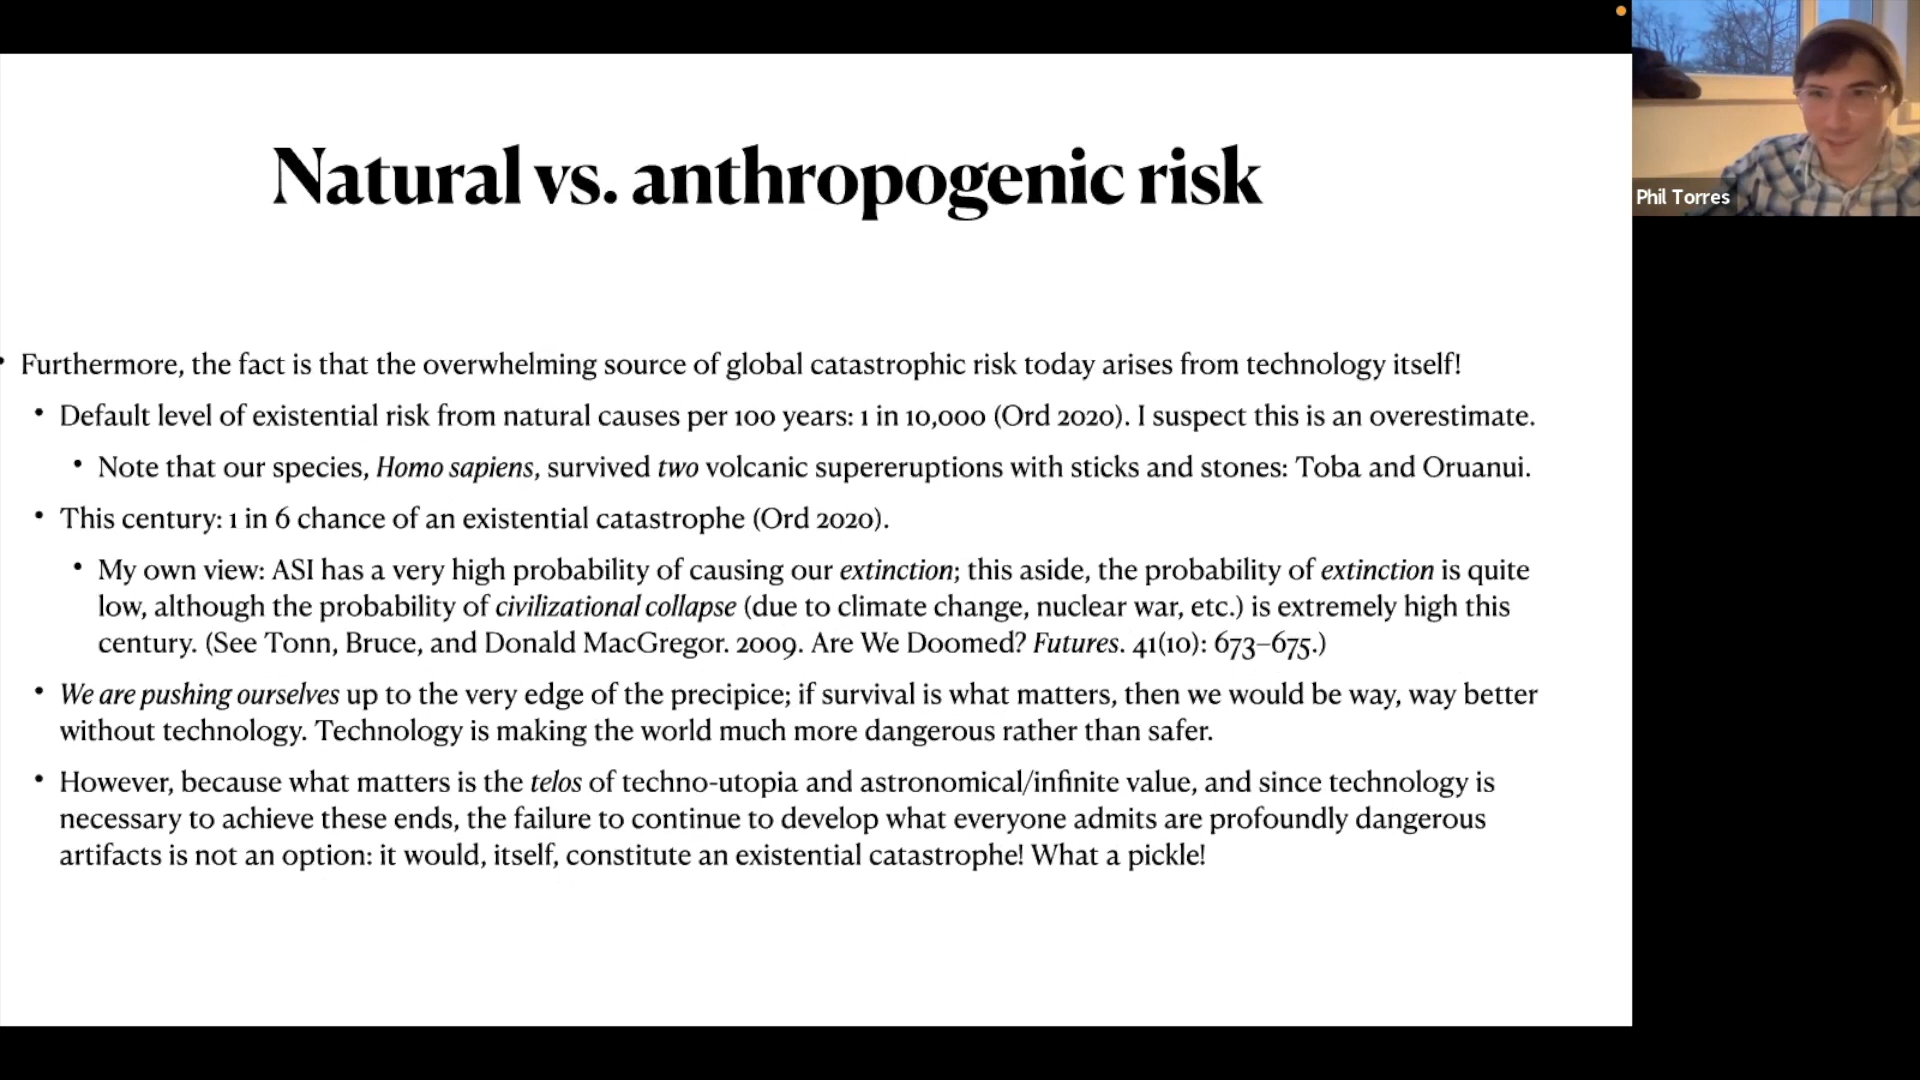 Natural vs. anthropogenic risk
• Furthermore, the fact is that the overwhelming source of global catastrophic risk today arises from technology itself!
• Default level of existential risk from natural causes per 100 years: 1 in 10,000 (Ord 2020). I suspect this is an overestimate.
• Note that our species, Homo sapiens, survived two volcanic supereruptions with sticks and stones: Toba and Oruanui.
• This century: 1 in 6 chance of an existential catastrophe (Ord 2020).
• My own view: ASI has a very high probability of causing our extinction; this aside, the probability of extinction is quite
low, although the probability of civilizational collapse (due to climate change, nuclear war, etc.) is extremely high this
century. (See Tonn, Bruce, and Donald MacGregor. 2009. Are We Doomed? Futures. 41(10): 673–675.)
• We are pushing ourselves up to the very edge of the precipice; if survival is what matters, then we would be way, way better
without technology. Technology is making the world much more dangerous rather than safer.
• However, because what matters is the telos of techno-utopia and astronomical/infinite value, and since technology is
necessary to achieve these ends, the failure to continue to develop what everyone admits are profoundly dangerous
artifacts is not an option: it would, itself, constitute an existential catastrophe! What a pickle!
Phil Torres